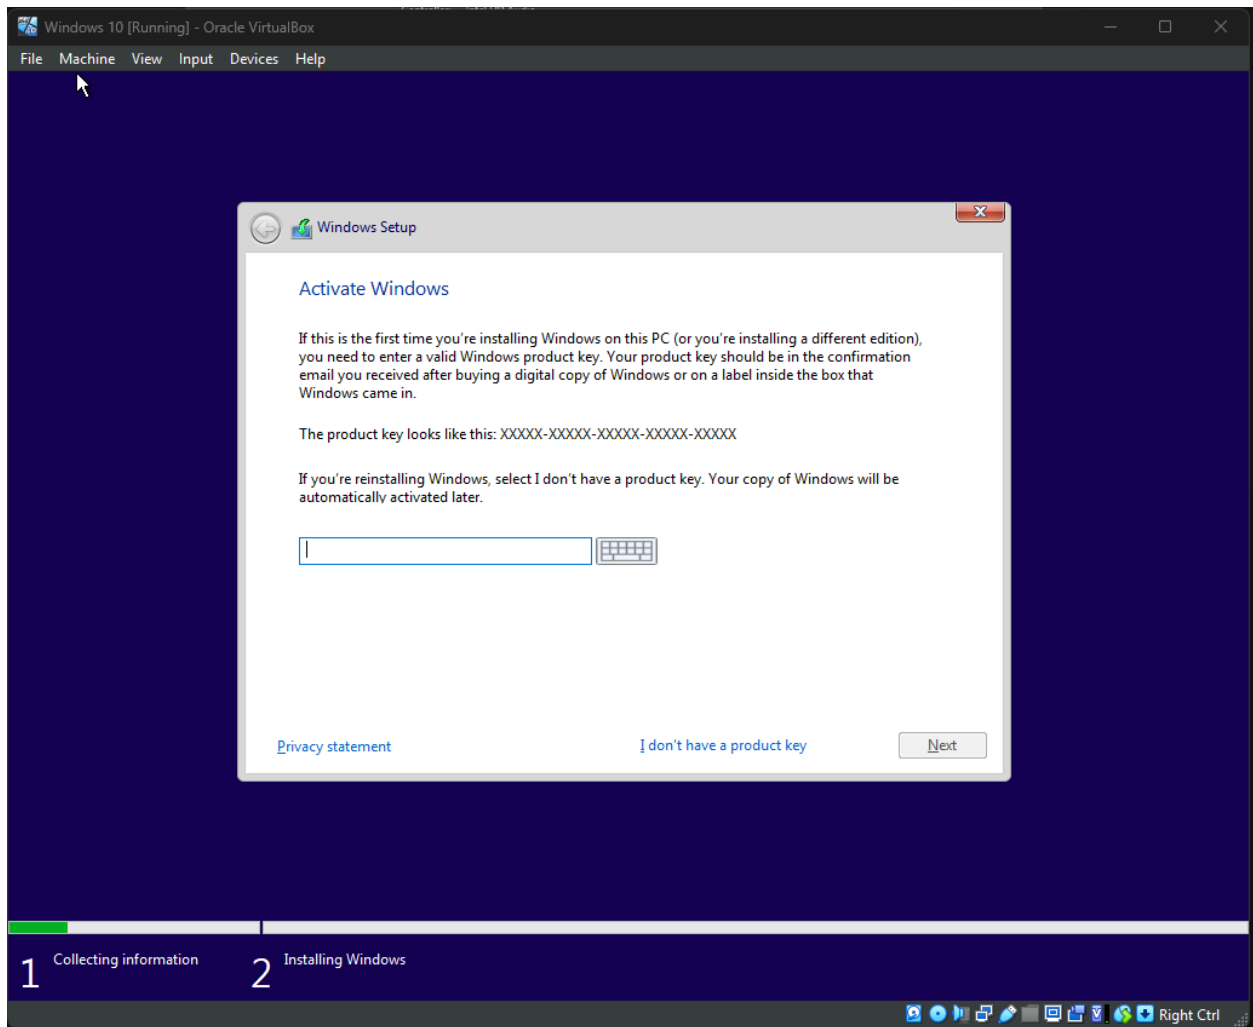 Windows 10 [Running] - Oracle VirtualBox
File Machine View Input Devices Help
Windows Setup
Activate Windows
If this is the first time you're installing Windows on this PC (or you're installing a different edition),
you need to enter a valid Windows product key. Your product key should be in the confirmation
email you received after buying a digital copy of Windows or on a label inside the box that
Windows came in.
The product key looks like this: XXXXX-XXXXX-XXXXX-XXXXX-XXXXX
If you're reinstalling Windows, select I don't have a product key. Your copy of Windows will be
automatically activated later.
Privacy statement
I don't have a product key
Next
1 Collecting information
2 Installing Windows
Right Ctrl